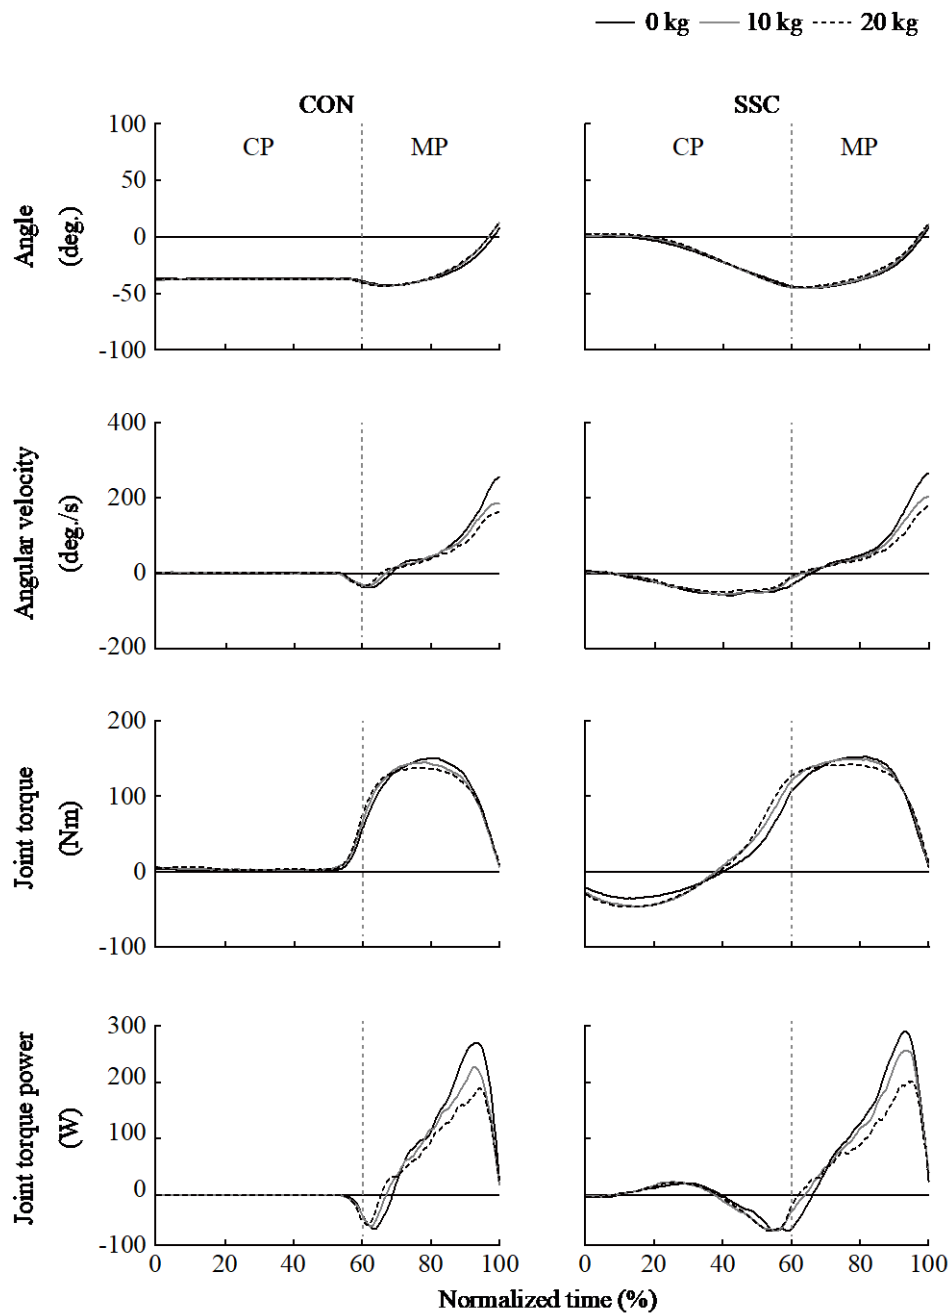 0 kg 10 kg 20 kg
CON SSC
CP MP CP MP
Angle
(deg.)
100
50
0
-50
-100
Angular velocity
(deg./s)
400
200
0
-200
Joint torque
(Nm)
200
100
0
-100
Joint torque power
(W)
300
200
100
0
-100
0 20 40 60 80 100 0 20 40 60 80 100
Normalized time (%)